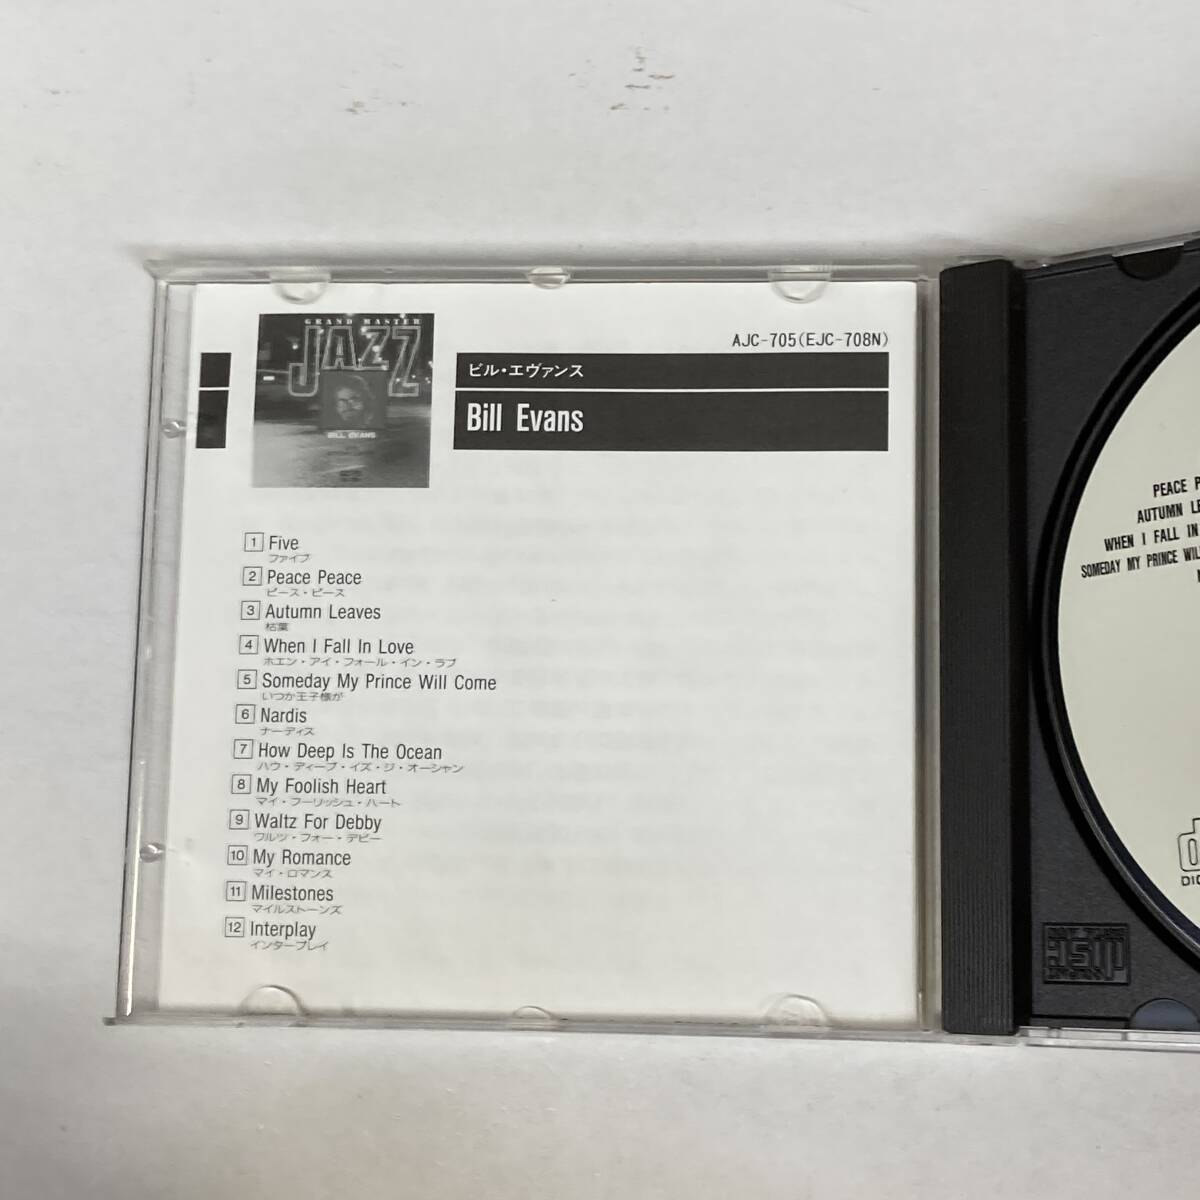 GRAND MASTER
JAZZ
BILL EVANS
AJC-705(EJC-708N)
ビル・エヴァンス
Bill Evans
1 Five
ファイブ
2 Peace Peace
ピース・ピース
3 Autumn Leaves
枯葉
4 When I Fall In Love
ホエン・アイ・フォール・イン・ラブ
5 Someday My Prince Will Come
いつか王子様が
6 Nardis
ナーディス
7 How Deep Is The Ocean
ハウ・ディープ・イズ・ジ・オーシャン
8 My Foolish Heart
マイ・フーリッシュ・ハート
9 Waltz For Debby
ワルツ・フォー・デビー
10 My Romance
マイ・ロマンス
11 Milestones
マイルストーンズ
12 Interplay
インタープレイ
PEACE P
AUTUMN LE
WHEN I FALL IN
SOMEDAY MY PRINCE WIL
DIG